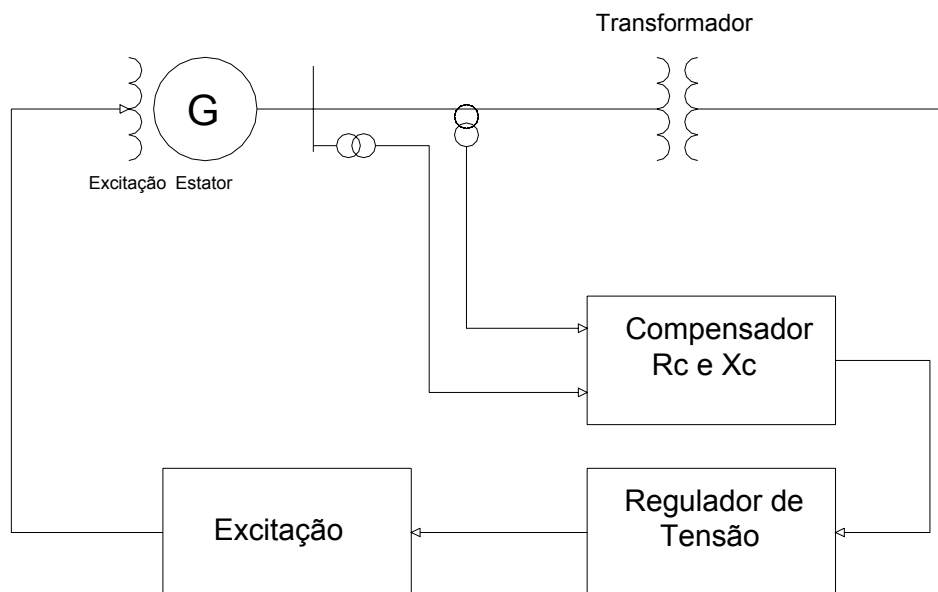 Transformador
G
Excitação Estator
Compensador
Rc e Xc
Excitação
Regulador de
Tensão